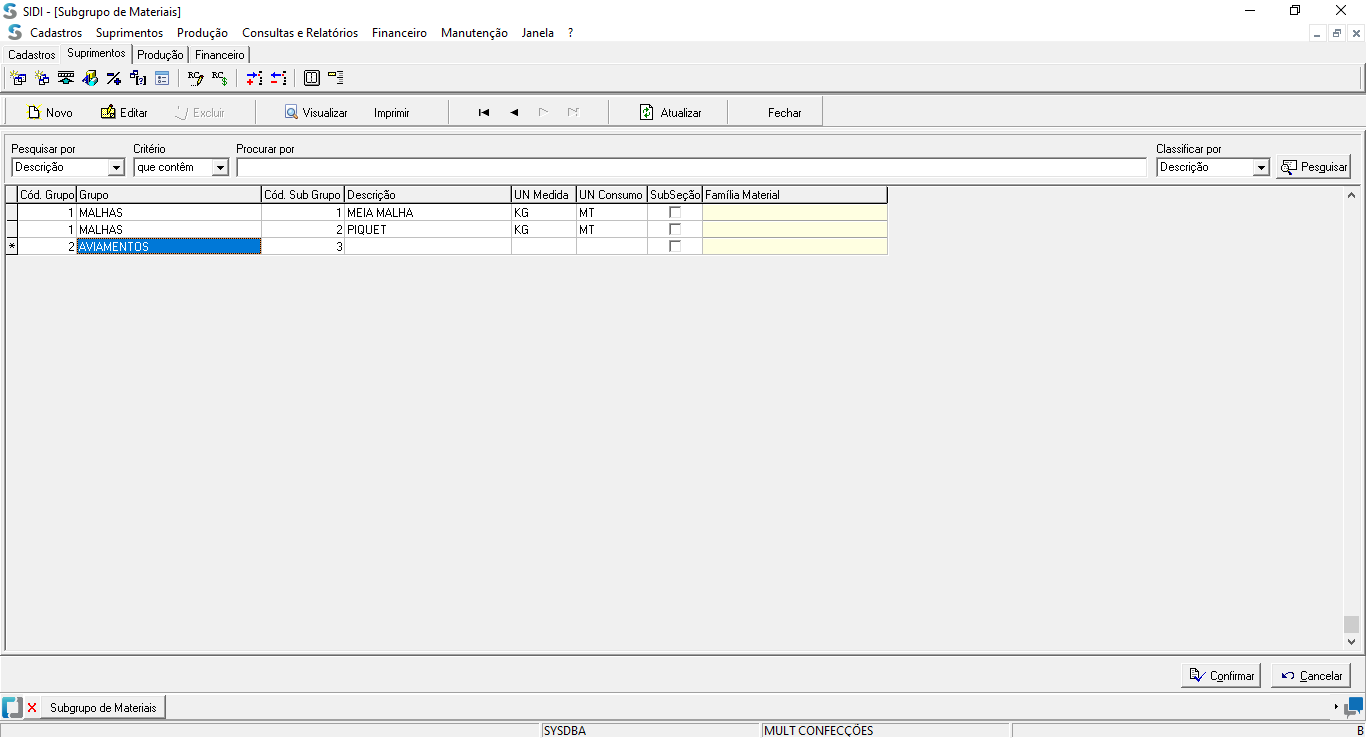 SIDI - [Subgrupo de Materiais]
Cadastros Suprimentos Produção Consultas e Relatórios Financeiro Manutenção Janela ?
Cadastros Suprimentos Produção Financeiro
Novo Editar Excluir Visualizar Imprimir Atualizar Fechar
Pesquisar por Critério Procurar por Classificar por
Descrição que contêm Descrição Pesquisar
Cód. Grupo Grupo Cód. Sub Grupo Descrição UN Medida UN Consumo SubSeção Família Material
1 MALHAS 1 MEIA MALHA KG MT
1 MALHAS 2 PIQUET KG MT
* 2 AVIAMENTOS 3
Confirmar Cancelar
Subgrupo de Materiais
SYSDBA MULT CONFECÇÕES B